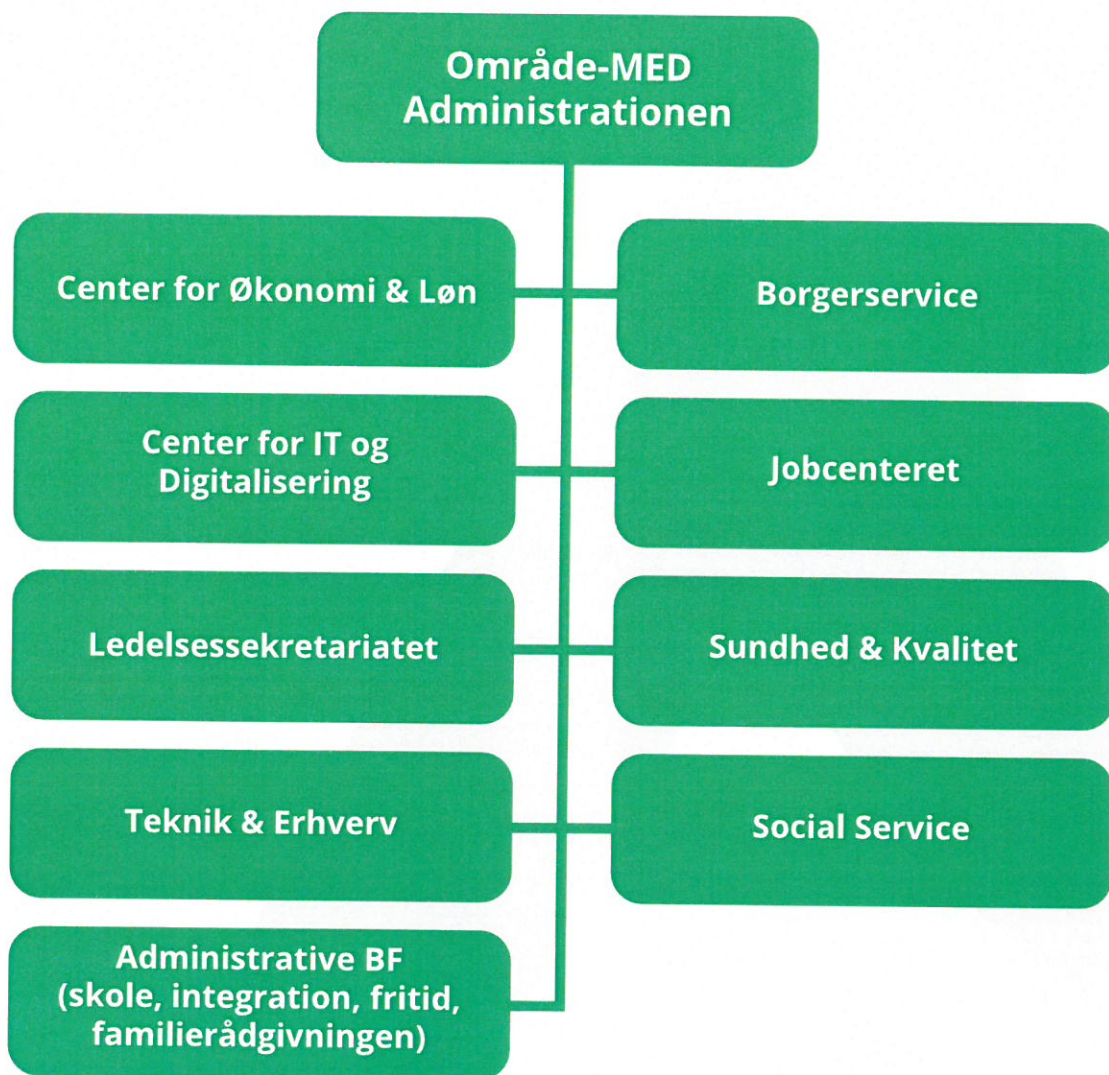 Område-MED
Administrationen
Center for Økonomi & Løn
Borgerservice
Center for IT og
Digitalisering
Jobcenteret
Ledelsessekretariatet
Sundhed & Kvalitet
Teknik & Erhverv
Social Service
Administrative BF
(skole, integration, fritid,
familierådgivningen)